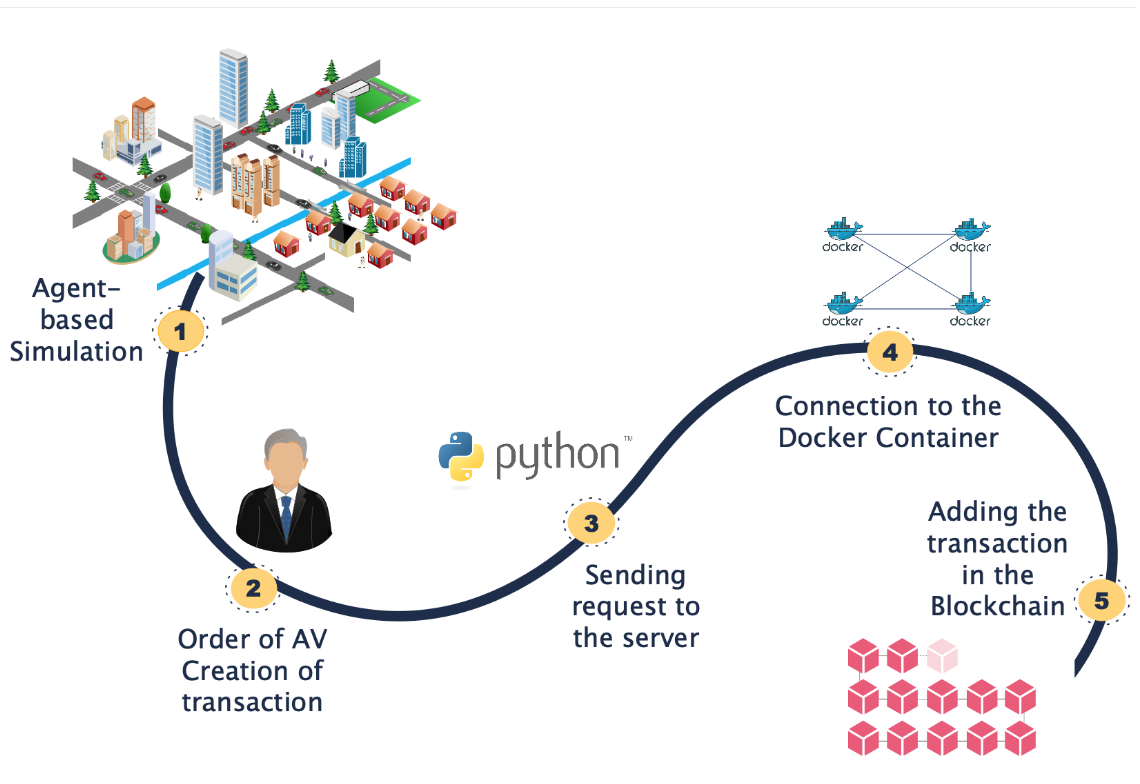 Agent-
based
Simulation
1
2
Order of AV
Creation of
transaction
python™
3
Sending
request to
the server
docker
docker
docker
docker
4
Connection to the
Docker Container
Adding the
transaction
in the
Blockchain
5